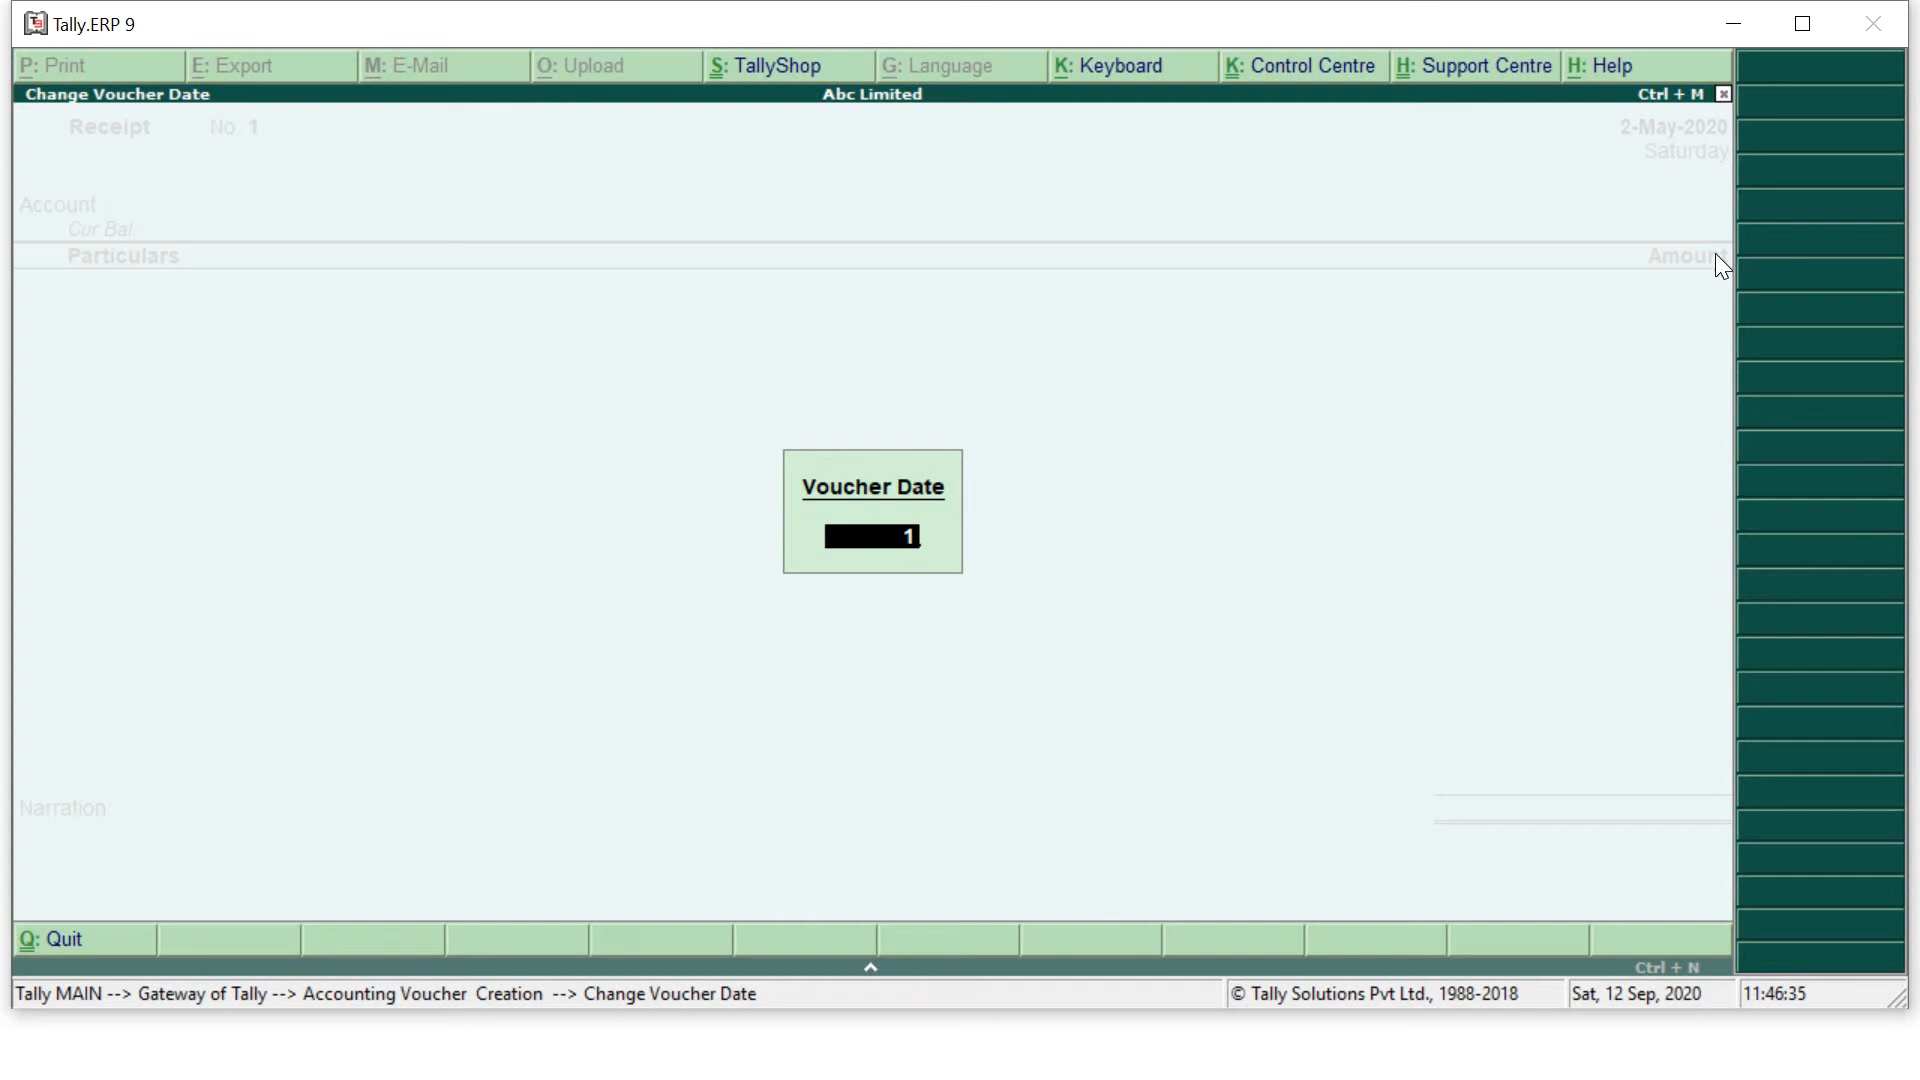 Tally.ERP 9
P: Print E: Export M: E-Mail O: Upload S: TallyShop G: Language K: Keyboard K: Control Centre H: Support Centre H: Help
Change Voucher Date Abc Limited Ctrl + M
Receipt No. 1 2-May-2020
Saturday
Account
Cur Bal
Particulars Amount
Voucher Date
1
Narration
Q: Quit
Ctrl + N
Tally MAIN --> Gateway of Tally --> Accounting Voucher Creation --> Change Voucher Date © Tally Solutions Pvt Ltd., 1988-2018 Sat, 12 Sep, 2020 11:46:35